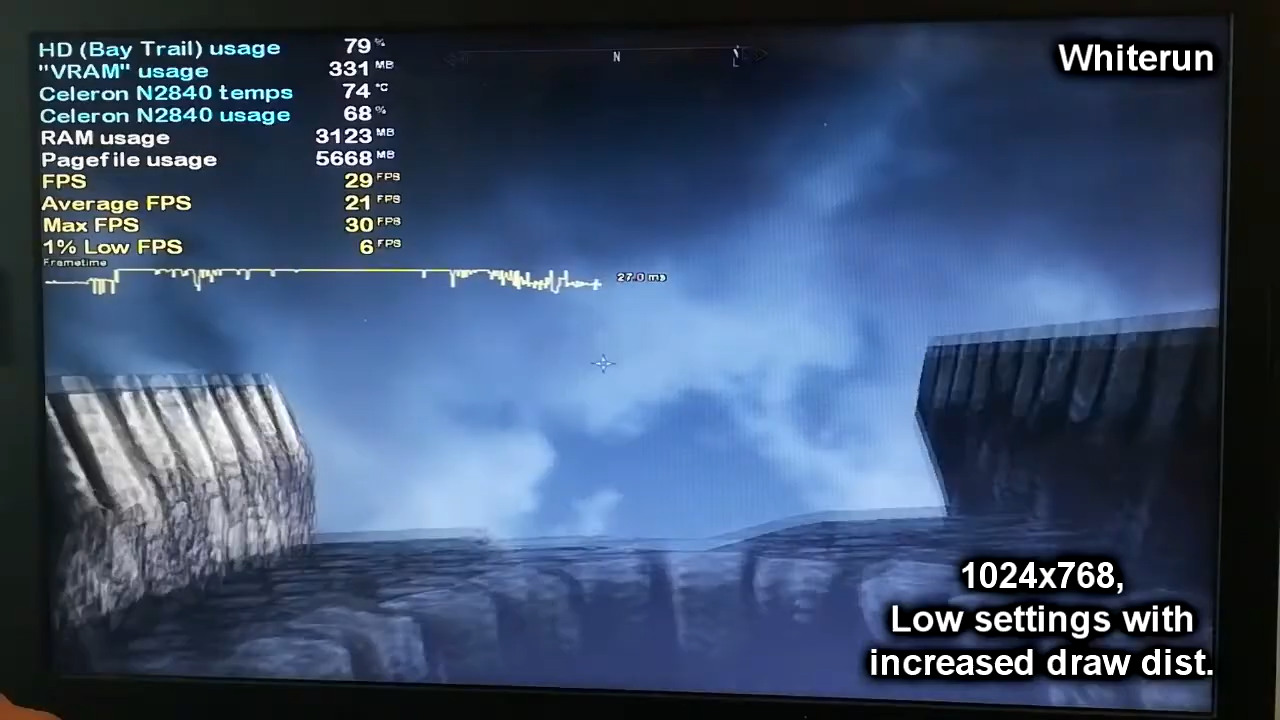 HD (Bay Trail) usage 79 %
"VRAM" usage 331 MB
Celeron N2840 temps 74 °C
Celeron N2840 usage 68 %
RAM usage 3123 MB
Pagefile usage 5668 MB
FPS 29 FPS
Average FPS 21 FPS
Max FPS 30 FPS
1% Low FPS 6 FPS
Frametime
27.0 ms
N
Whiterun
1024x768,
Low settings with
increased draw dist.